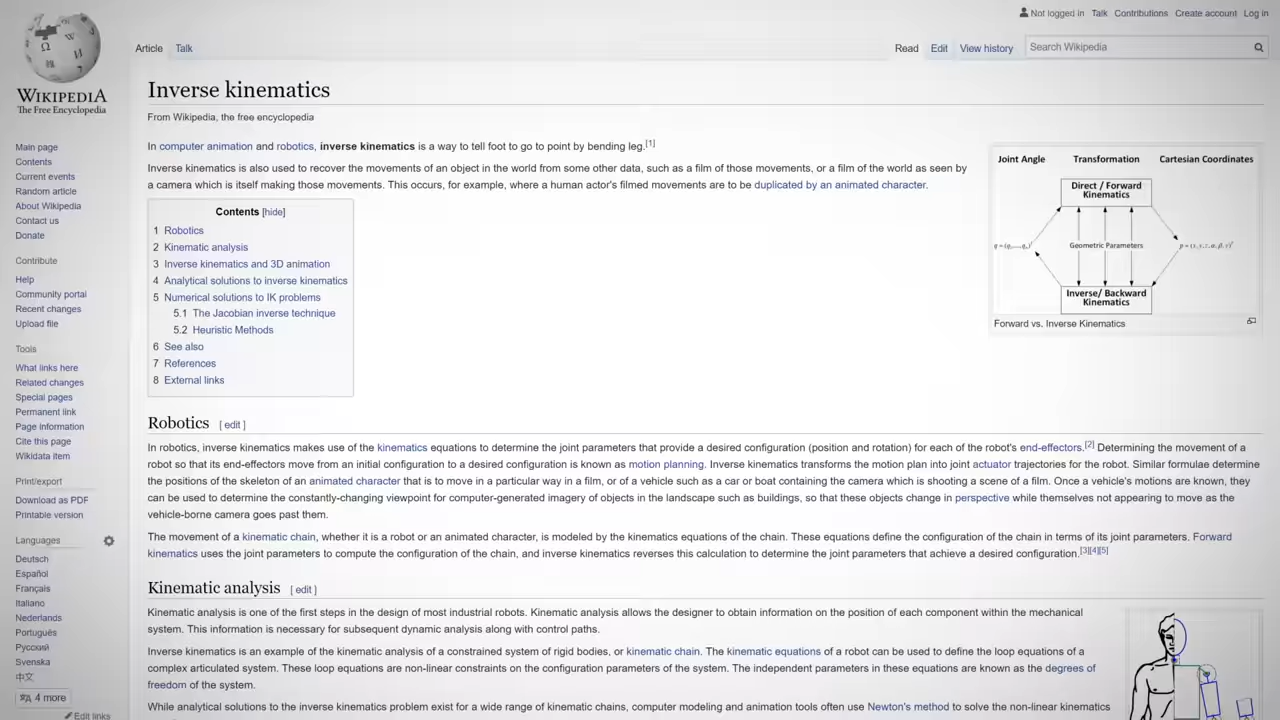 Not logged in Talk Contributions Create account Log in
Article Talk
Read Edit View history Search Wikipedia
WIKIPEDIA
The Free Encyclopedia
Main page
Contents
Current events
Random article
About Wikipedia
Contact us
Donate
Contribute
Help
Community portal
Recent changes
Upload file
Tools
What links here
Related changes
Special pages
Permanent link
Page information
Cite this page
Wikidata item
Print/export
Download as PDF
Printable version
Languages
Deutsch
Español
Français
Italiano
Nederlands
Português
Русский
Svenska
中文
4 more
Edit links
Inverse kinematics
From Wikipedia, the free encyclopedia
In computer animation and robotics, inverse kinematics is a way to tell foot to go to point by bending leg.[1]
Inverse kinematics is also used to recover the movements of an object in the world from some other data, such as a film of those movements, or a film of the world as seen by
a camera which is itself making those movements. This occurs, for example, where a human actor's filmed movements are to be duplicated by an animated character.
Contents [hide]
1 Robotics
2 Kinematic analysis
3 Inverse kinematics and 3D animation
4 Analytical solutions to inverse kinematics
5 Numerical solutions to IK problems
5.1 The Jacobian inverse technique
5.2 Heuristic Methods
6 See also
7 References
8 External links
Joint Angle Transformation Cartesian Coordinates
Direct / Forward
Kinematics
Geometric Parameters
Inverse/ Backward
Kinematics
Forward vs. Inverse Kinematics
Robotics [ edit ]
In robotics, inverse kinematics makes use of the kinematics equations to determine the joint parameters that provide a desired configuration (position and rotation) for each of the robot's end-effectors.[2] Determining the movement of a
robot so that its end-effectors move from an initial configuration to a desired configuration is known as motion planning. Inverse kinematics transforms the motion plan into joint actuator trajectories for the robot. Similar formulae determine
the positions of the skeleton of an animated character that is to move in a particular way in a film, or of a vehicle such as a car or boat containing the camera which is shooting a scene of a film. Once a vehicle's motions are known, they
can be used to determine the constantly-changing viewpoint for computer-generated imagery of objects in the landscape such as buildings, so that these objects change in perspective while themselves not appearing to move as the
vehicle-borne camera goes past them.
The movement of a kinematic chain, whether it is a robot or an animated character, is modeled by the kinematics equations of the chain. These equations define the configuration of the chain in terms of its joint parameters. Forward
kinematics uses the joint parameters to compute the configuration of the chain, and inverse kinematics reverses this calculation to determine the joint parameters that achieve a desired configuration.[3][4][5]
Kinematic analysis [ edit ]
Kinematic analysis is one of the first steps in the design of most industrial robots. Kinematic analysis allows the designer to obtain information on the position of each component within the mechanical
system. This information is necessary for subsequent dynamic analysis along with control paths.
Inverse kinematics is an example of the kinematic analysis of a constrained system of rigid bodies, or kinematic chain. The kinematic equations of a robot can be used to define the loop equations of a
complex articulated system. These loop equations are non-linear constraints on the configuration parameters of the system. The independent parameters in these equations are known as the degrees of
freedom of the system.
While analytical solutions to the inverse kinematics problem exist for a wide range of kinematic chains, computer modeling and animation tools often use Newton's method to solve the non-linear kinematics